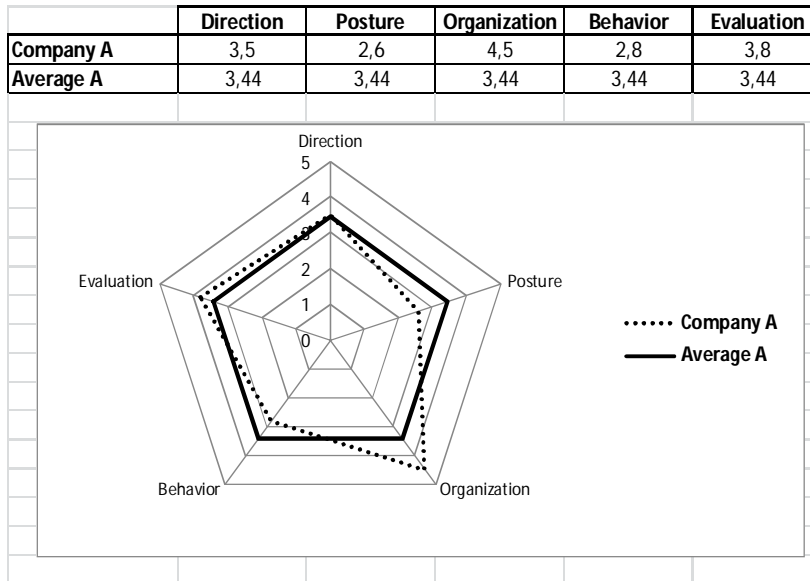 Direction Posture Organization Behavior Evaluation
Company A 3,5 2,6 4,5 2,8 3,8
Average A 3,44 3,44 3,44 3,44 3,44
Direction
5
4
3
2
1
0
Evaluation
Posture
Behavior
Organization
Company A
Average A